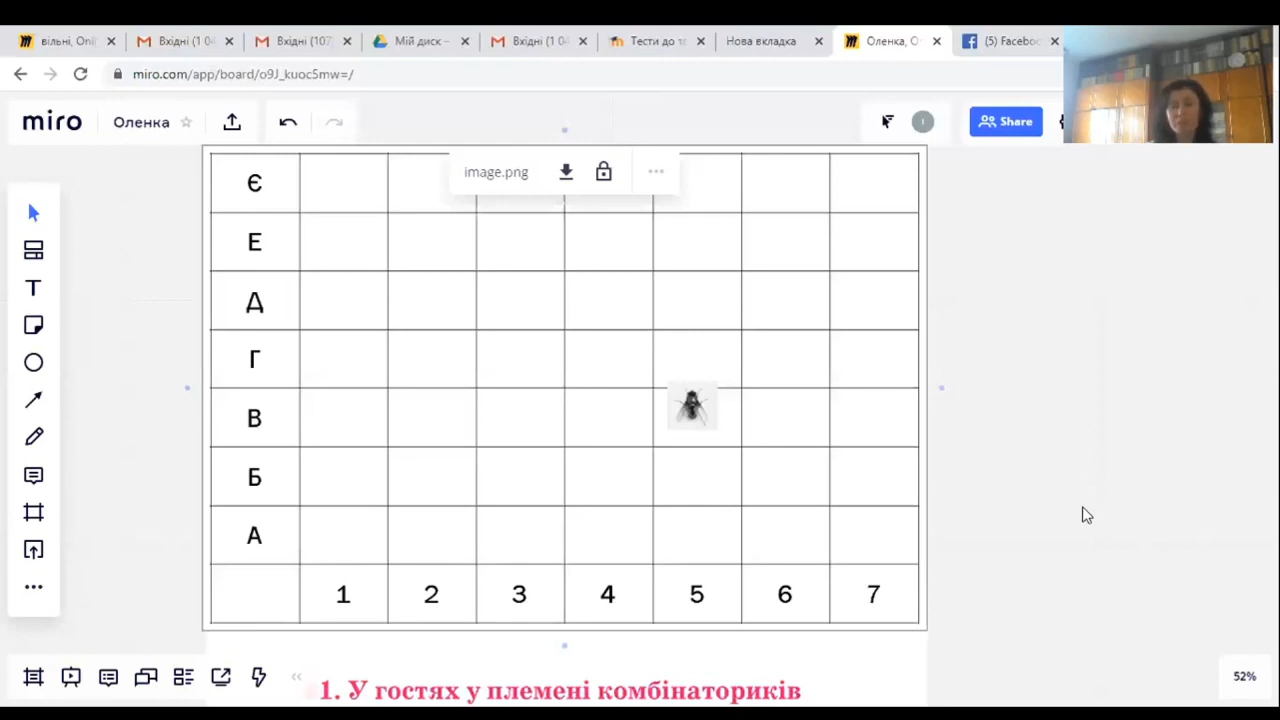 вільні, Onl
Вхідні (1 04
Вхідні (107
Мій диск –
Вхідні (1 04
Тести до те
Нова вкладка
Оленка, O
(5) Faceboo
miro.com/app/board/o9J_kuoc5mw=/
miro
Оленка
Share
image.png
Є
Е
Д
Г
В
Б
А
1 2 3 4 5 6 7
52%
1. У гостях у племені комбінаториків